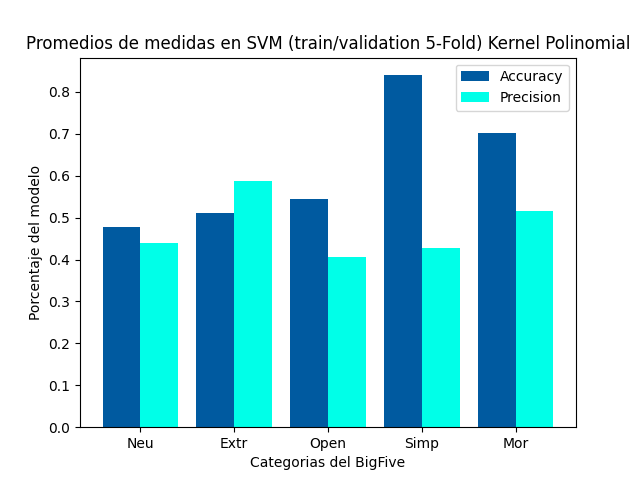 Promedios de medidas en SVM (train/validation 5-Fold) Kernel Polinomial
Accuracy
Precision
Porcentaje del modelo
0.8
0.7
0.6
0.5
0.4
0.3
0.2
0.1
0.0
Neu Extr Open Simp Mor
Categorias del BigFive